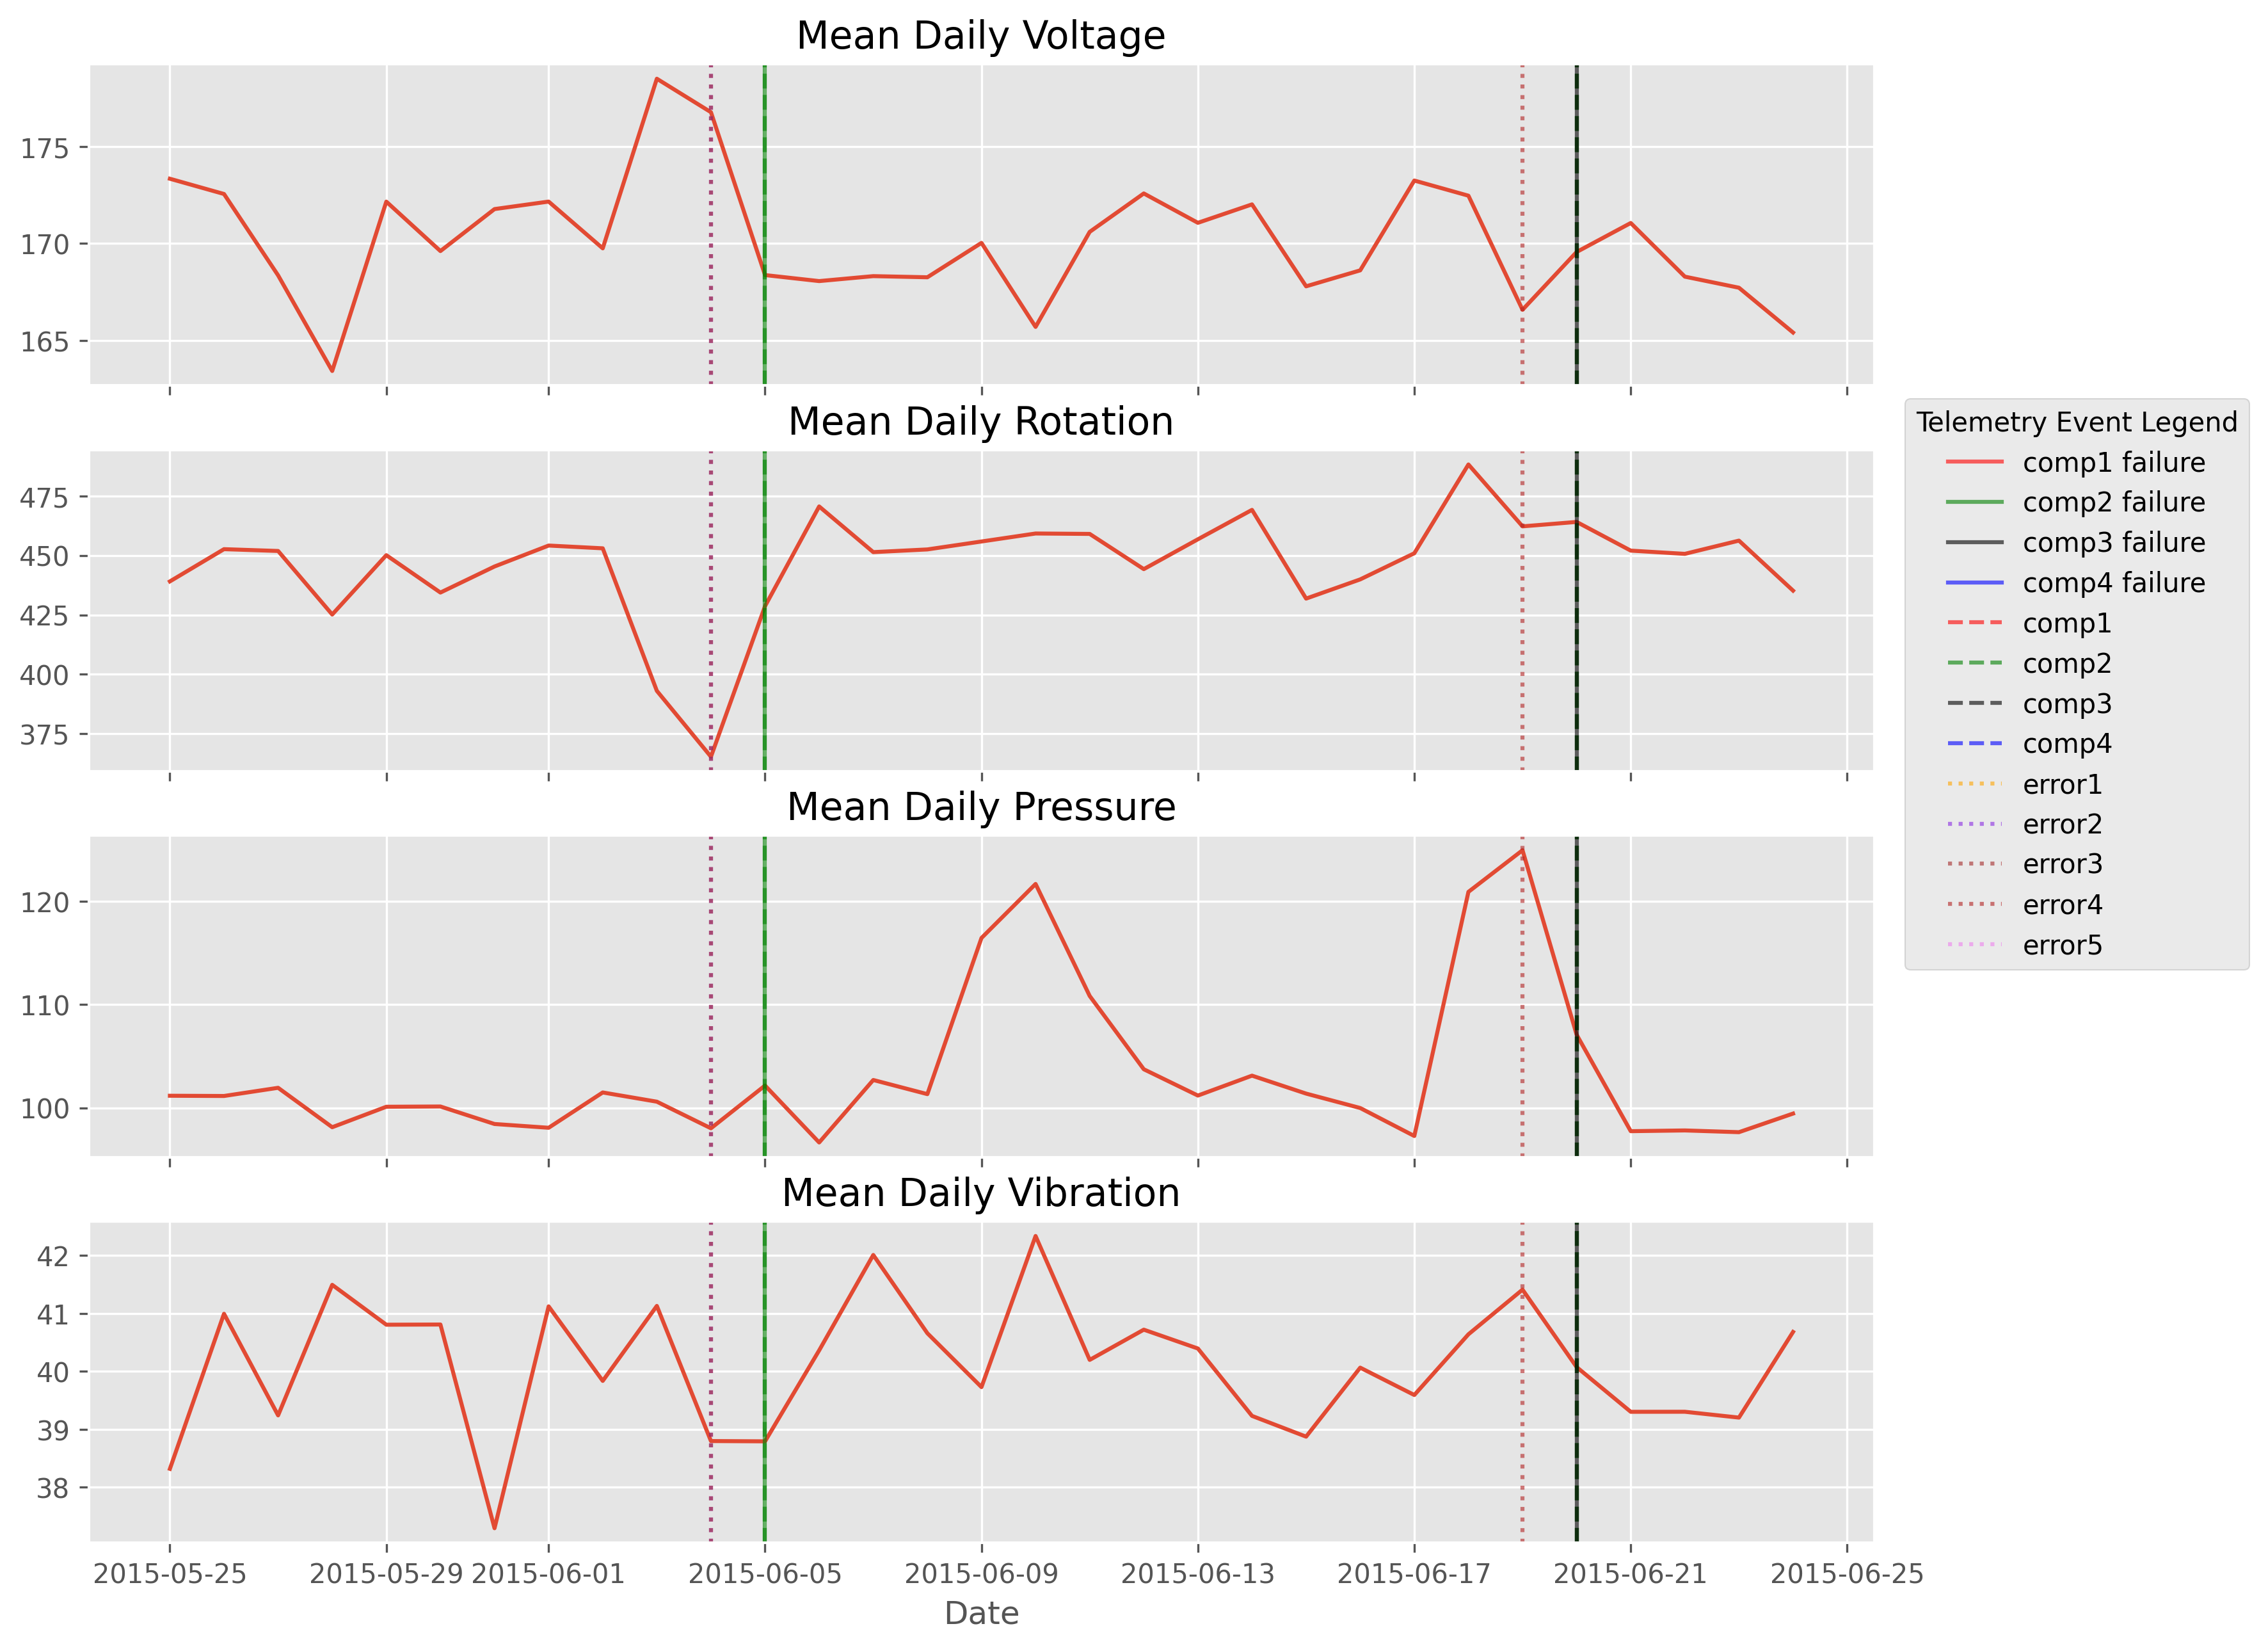 Mean Daily Voltage
175
170
165
Mean Daily Rotation
475
450
425
400
375
Mean Daily Pressure
120
110
100
Mean Daily Vibration
42
41
40
39
38
2015-05-25 2015-05-29 2015-06-01 2015-06-05 2015-06-09 2015-06-13 2015-06-17 2015-06-21 2015-06-25
Date
Telemetry Event Legend
comp1 failure
comp2 failure
comp3 failure
comp4 failure
comp1
comp2
comp3
comp4
error1
error2
error3
error4
error5